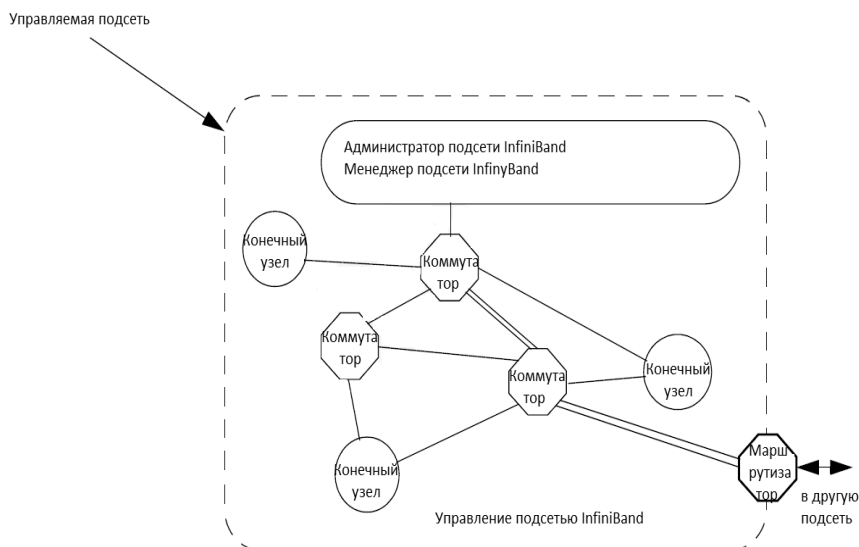 Управляемая подсеть
Администратор подсети InfiniBand
Менеджер подсети InfinyBand
Конечный
узел
Коммута
тор
Коммута
тор
Коммута
тор
Конечный
узел
Конечный
узел
Марш
рутиза
тор
в другую
подсеть
Управление подсетью InfiniBand